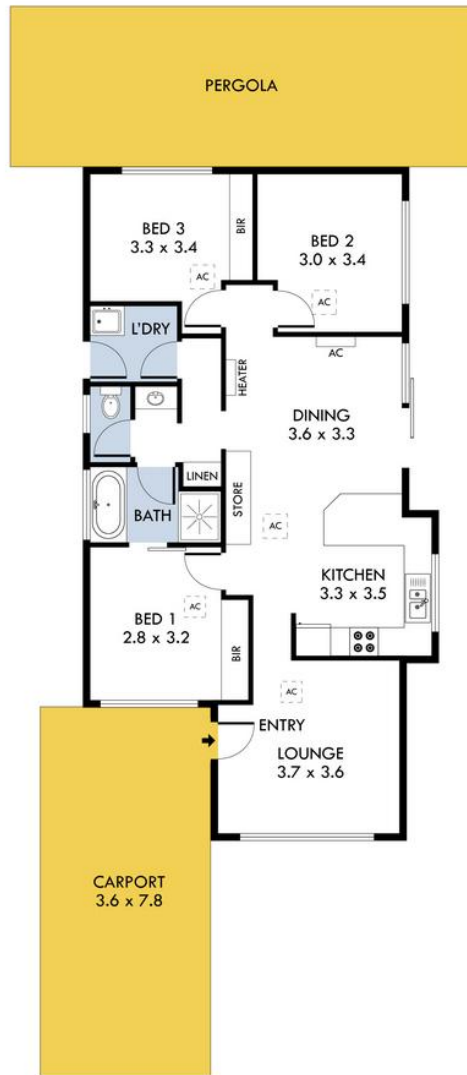 PERGOLA
BED 3
3.3 x 3.4
BIR
BED 2
3.0 x 3.4
AC
AC
L'DRY
AC
HEATER
DINING
3.6 x 3.3
LINEN
STORE
BATH
AC
KITCHEN
3.3 x 3.5
BED 1
2.8 x 3.2
AC
BIR
AC
ENTRY
LOUNGE
3.7 x 3.6
CARPORT
3.6 x 7.8